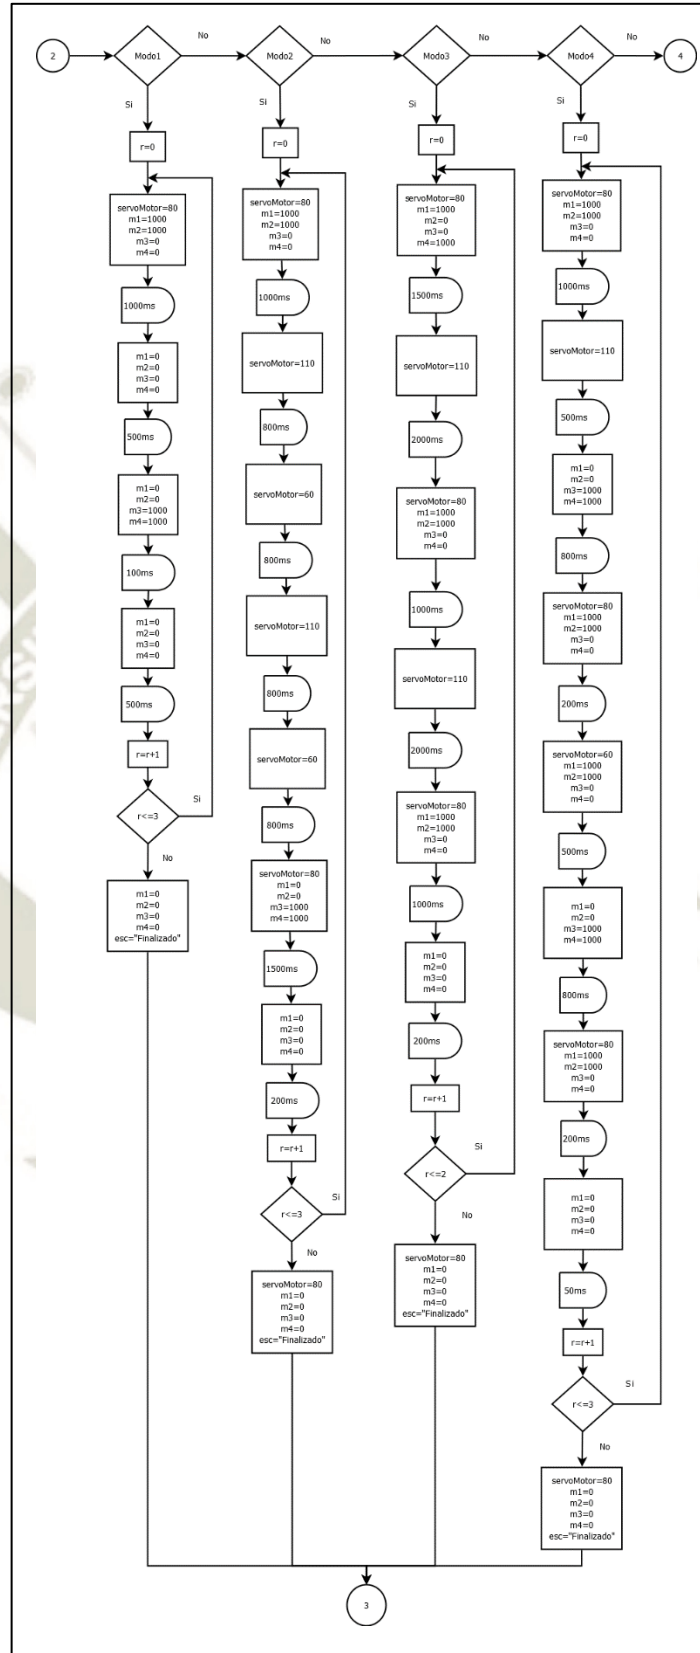 2
Modo1
No
Modo2
No
Modo3
No
Modo4
No
4
Si
r=0
servoMotor=80
m1=1000
m2=1000
m3=0
m4=0
1000ms
m1=0
m2=0
m3=0
m4=0
500ms
m1=0
m2=0
m3=1000
m4=1000
100ms
m1=0
m2=0
m3=0
m4=0
500ms
r=r+1
r<=3
Si
No
m1=0
m2=0
m3=0
m4=0
esc="Finalizado"
Si
r=0
servoMotor=80
m1=1000
m2=1000
m3=0
m4=0
1000ms
servoMotor=110
800ms
servoMotor=60
800ms
servoMotor=110
800ms
servoMotor=60
800ms
servoMotor=80
m1=0
m2=0
m3=1000
m4=1000
1500ms
m1=0
m2=0
m3=0
m4=0
200ms
r=r+1
r<=3
Si
No
servoMotor=80
m1=0
m2=0
m3=0
m4=0
esc="Finalizado"
Si
r=0
servoMotor=80
m1=1000
m2=0
m3=0
m4=1000
1500ms
servoMotor=110
2000ms
servoMotor=80
m1=1000
m2=1000
m3=0
m4=0
1000ms
servoMotor=110
2000ms
servoMotor=80
m1=1000
m2=1000
m3=0
m4=0
1000ms
m1=0
m2=0
m3=0
m4=0
200ms
r=r+1
r<=2
Si
No
servoMotor=80
m1=0
m2=0
m3=0
m4=0
esc="Finalizado"
Si
r=0
servoMotor=80
m1=1000
m2=1000
m3=0
m4=0
1000ms
servoMotor=110
500ms
m1=0
m2=0
m3=1000
m4=1000
800ms
servoMotor=80
m1=1000
m2=1000
m3=0
m4=0
200ms
servoMotor=60
m1=1000
m2=1000
m3=0
m4=0
500ms
m1=0
m2=0
m3=1000
m4=1000
800ms
servoMotor=80
m1=1000
m2=1000
m3=0
m4=0
200ms
m1=0
m2=0
m3=0
m4=0
50ms
r=r+1
r<=3
Si
No
servoMotor=80
m1=0
m2=0
m3=0
m4=0
esc="Finalizado"
3